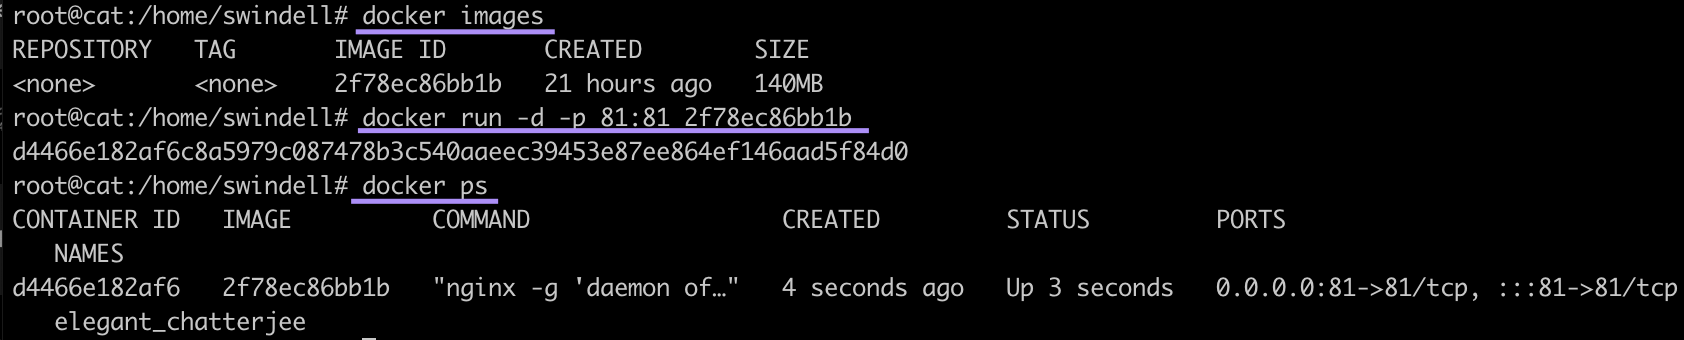 root@cat:/home/swindell# docker images
REPOSITORY   TAG       IMAGE ID       CREATED        SIZE
<none>       <none>    2f78ec86bb1b   21 hours ago   140MB
root@cat:/home/swindell# docker run -d -p 81:81 2f78ec86bb1b
d4466e182af6c8a5979c087478b3c540aaeec39453e87ee864ef146aad5f84d0
root@cat:/home/swindell# docker ps
CONTAINER ID   IMAGE          COMMAND                  CREATED         STATUS         PORTS
   NAMES
d4466e182af6   2f78ec86bb1b   "nginx -g 'daemon of…"   4 seconds ago   Up 3 seconds   0.0.0.0:81->81/tcp, :::81->81/tcp
   elegant_chatterjee